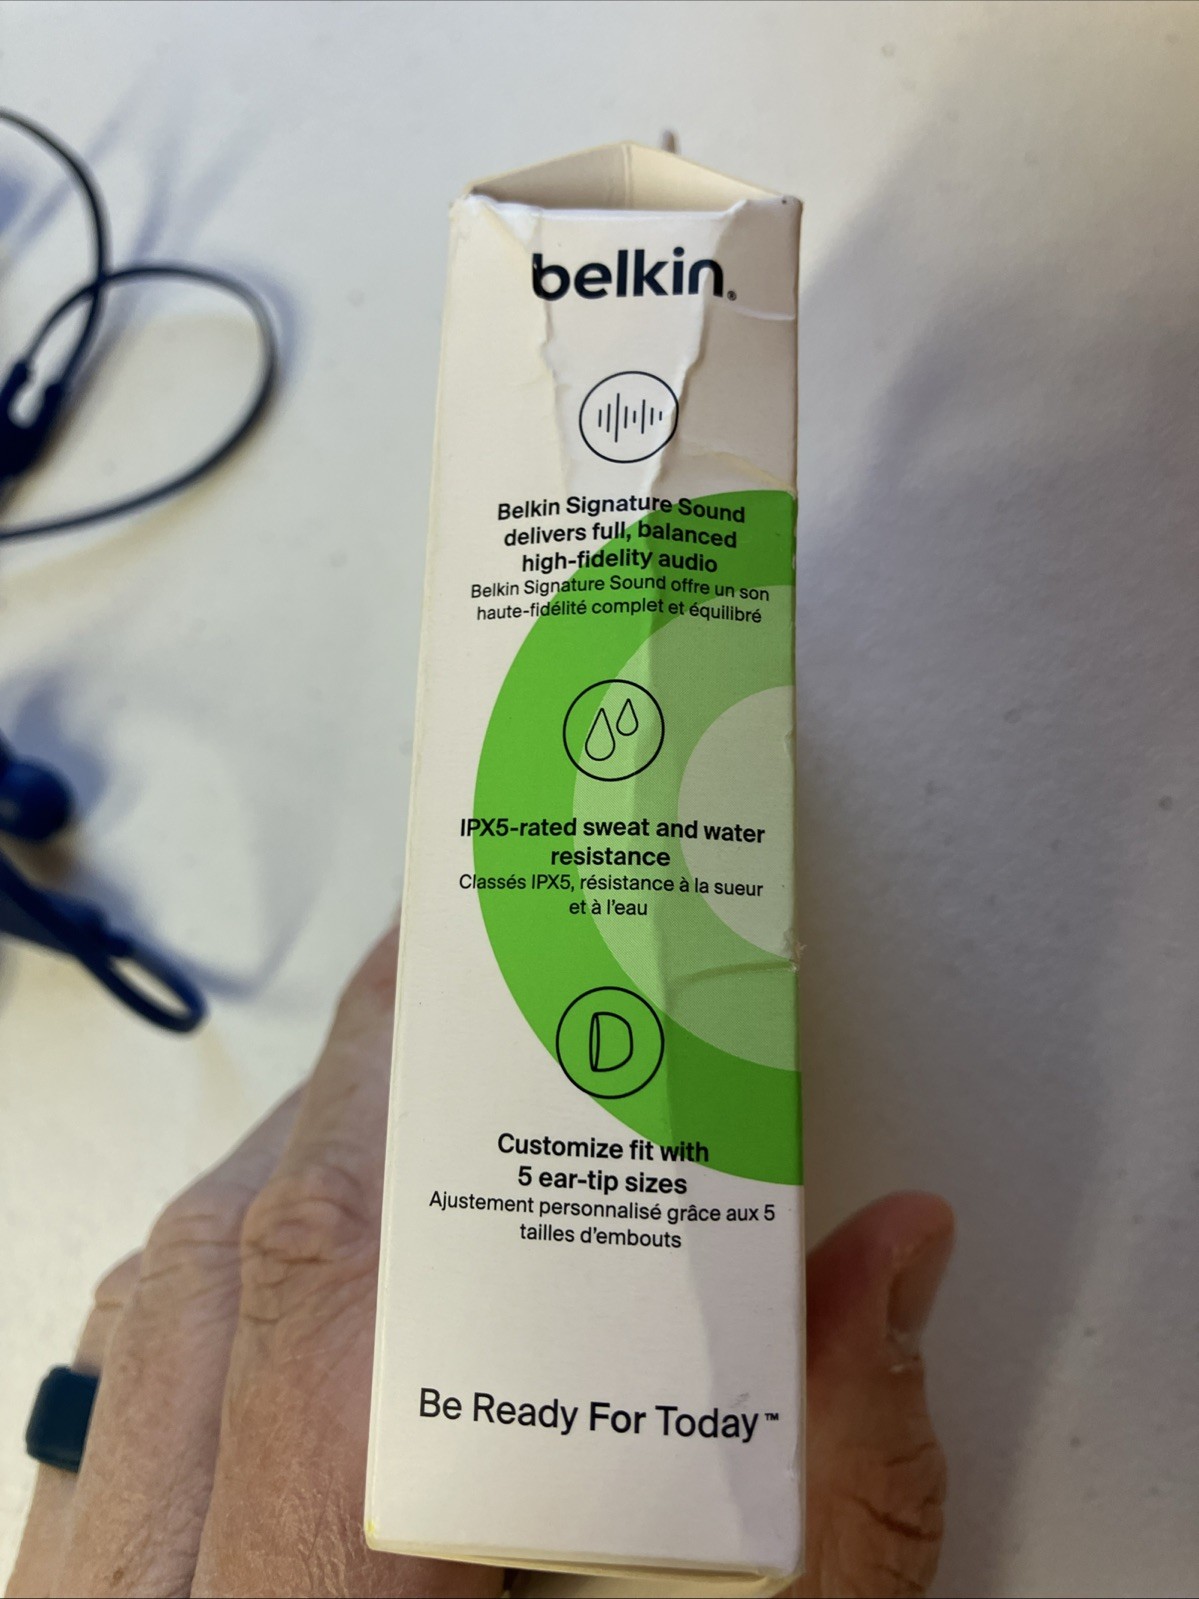 belkin®
Belkin Signature Sound
delivers full, balanced
high-fidelity audio
Belkin Signature Sound offre un son
haute-fidélité complet et équilibré
IPX5-rated sweat and water
resistance
Classés IPX5, résistance à la sueur
et à l'eau
Customize fit with
5 ear-tip sizes
Ajustement personnalisé grâce aux 5
tailles d'embouts
Be Ready For Today™